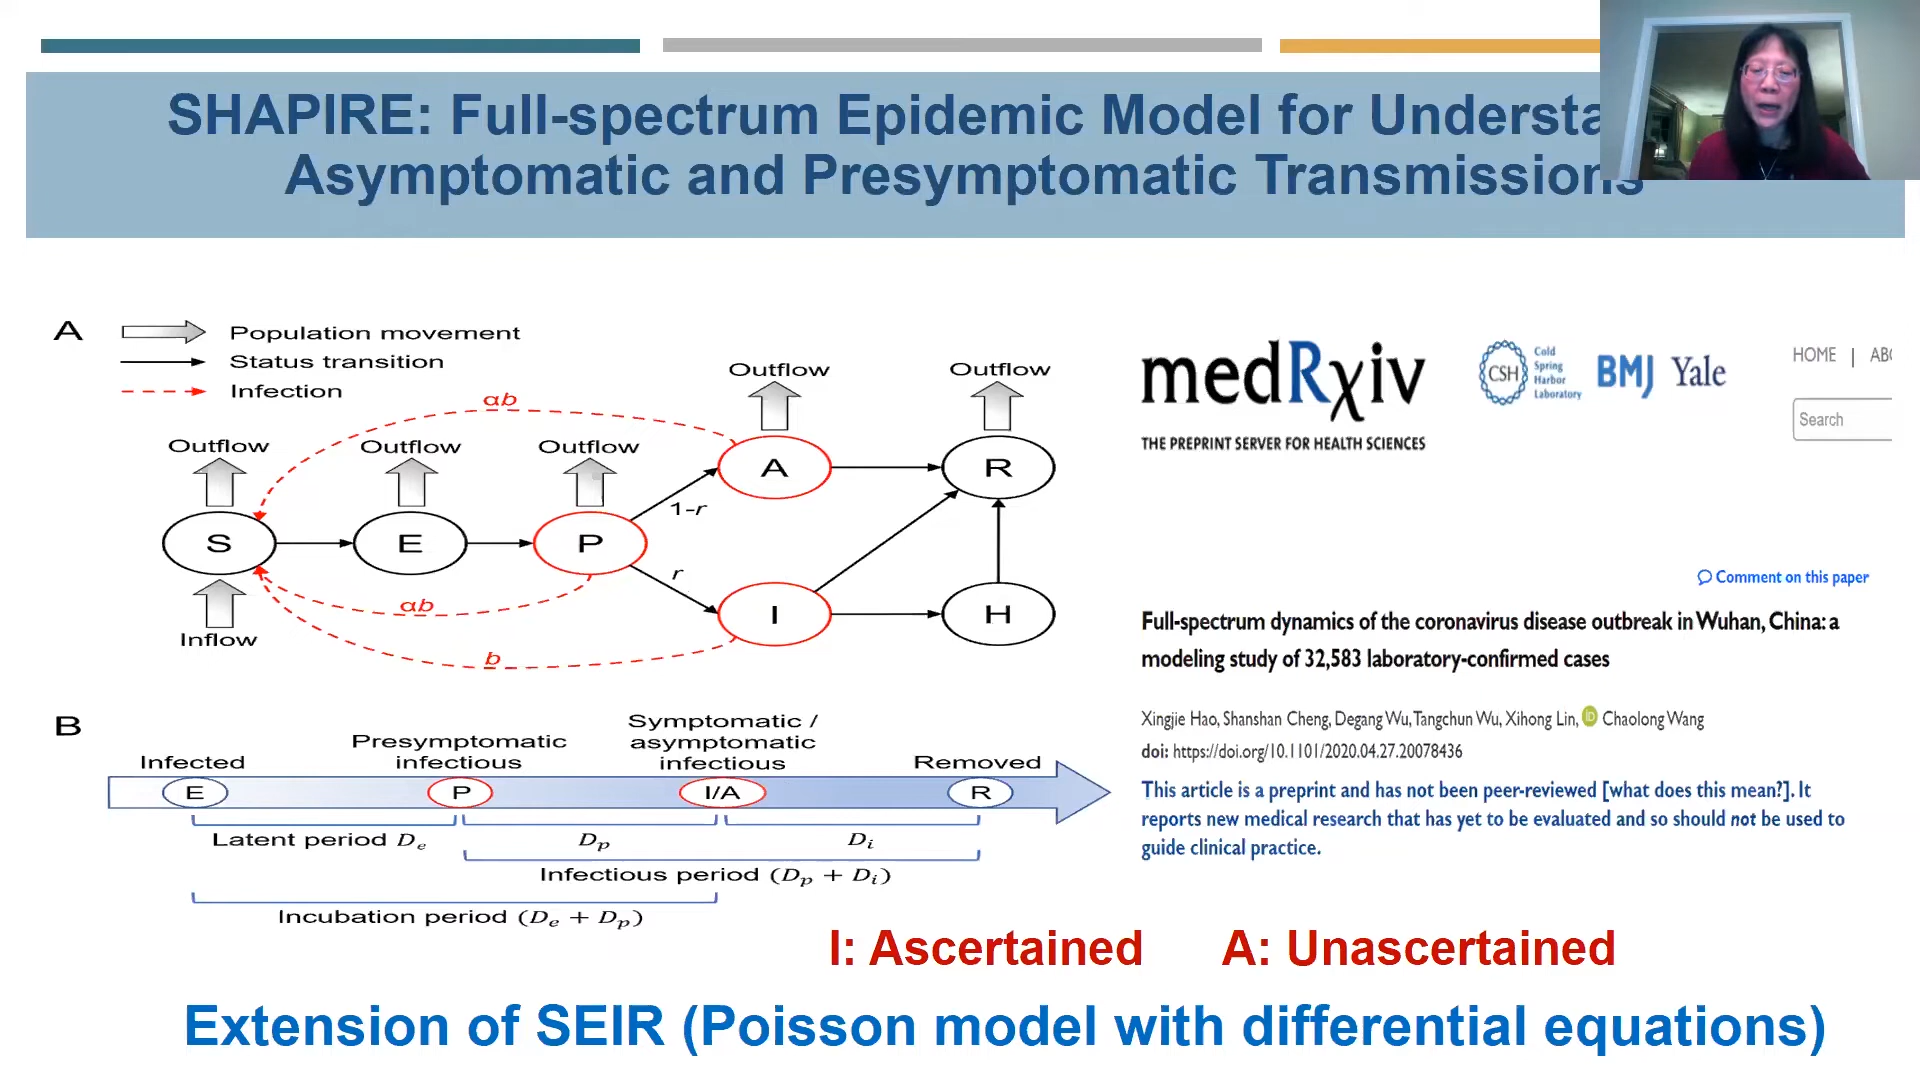 SHAPIRE: Full-spectrum Epidemic Model for Understa
Asymptomatic and Presymptomatic Transmissions
A
Population movement
Status transition
Infection
Outflow
Outflow
Outflow
Outflow
Outflow
Inflow
S
E
P
A
I
R
H
αb
αb
b
1-r
r
B
Infected
Presymptomatic
infectious
Symptomatic /
asymptomatic
infectious
Removed
E
P
I/A
R
Latent period De
Dp
Di
Infectious period (Dp + Di)
Incubation period (De + Dp)
medRχiv
THE PREPRINT SERVER FOR HEALTH SCIENCES
CSH
Cold
Spring
Harbor
Laboratory
BMJ Yale
HOME |
Search
Comment on this paper
Full-spectrum dynamics of the coronavirus disease outbreak in Wuhan, China: a
modeling study of 32,583 laboratory-confirmed cases
Xingjie Hao, Shanshan Cheng, Degang Wu, Tangchun Wu, Xihong Lin, iD Chaolong Wang
doi: https://doi.org/10.1101/2020.04.27.20078436
This article is a preprint and has not been peer-reviewed [what does this mean?]. It
reports new medical research that has yet to be evaluated and so should not be used to
guide clinical practice.
I: Ascertained A: Unascertained
Extension of SEIR (Poisson model with differential equations)